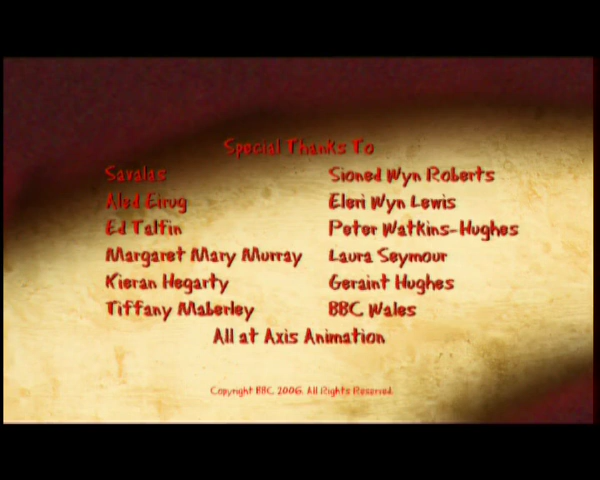 Special Thanks To
Savalas Sioned Wyn Roberts
Aled Eirug Eleri Wyn Lewis
Ed Talfin Peter Watkins-Hughes
Margaret Mary Murray Laura Seymour
Kieran Hegarty Geraint Hughes
Tiffany Maberley BBC Wales
All at Axis Animation
Copyright BBC 2006. All Rights Reserved.